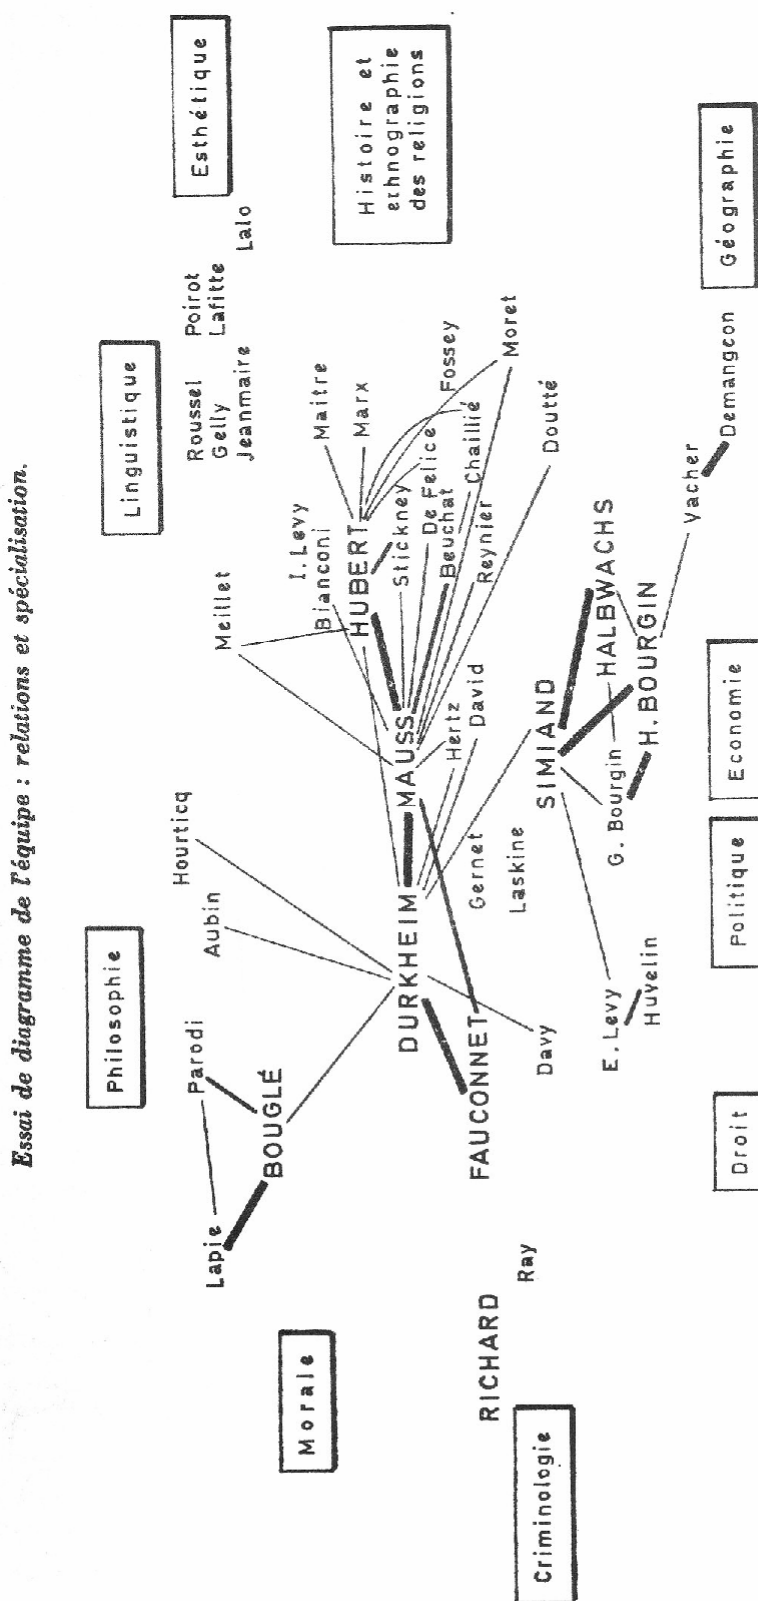 Essai de diagramme de l'équipe : relations et spécialisation.
Philosophie
Linguistique
Esthétique
Hourticq
Aubin
Parodi
Lapie
BOUGLÉ
Meillet
Roussel
Gelly
Jeanmaire
Poirot
Lafitte
Lalo
Morale
I. Levy
Bianconi
Maitre
Marx
HUBERT
Histoire et
ethnographie
des religions
DURKHEIM
MAUSS
Stickney
De Felice
Beuchat
Fossey
Chaillié
Reynier
Moret
Doutté
Hertz
David
FAUCONNET
Gernet
Laskine
RICHARD
Ray
Davy
SIMIAND
HALBWACHS
G. Bourgin
H. BOURGIN
E. Levy
Huvelin
Vacher
Demangeon
Criminologie
Droit
Politique
Economie
Géographie